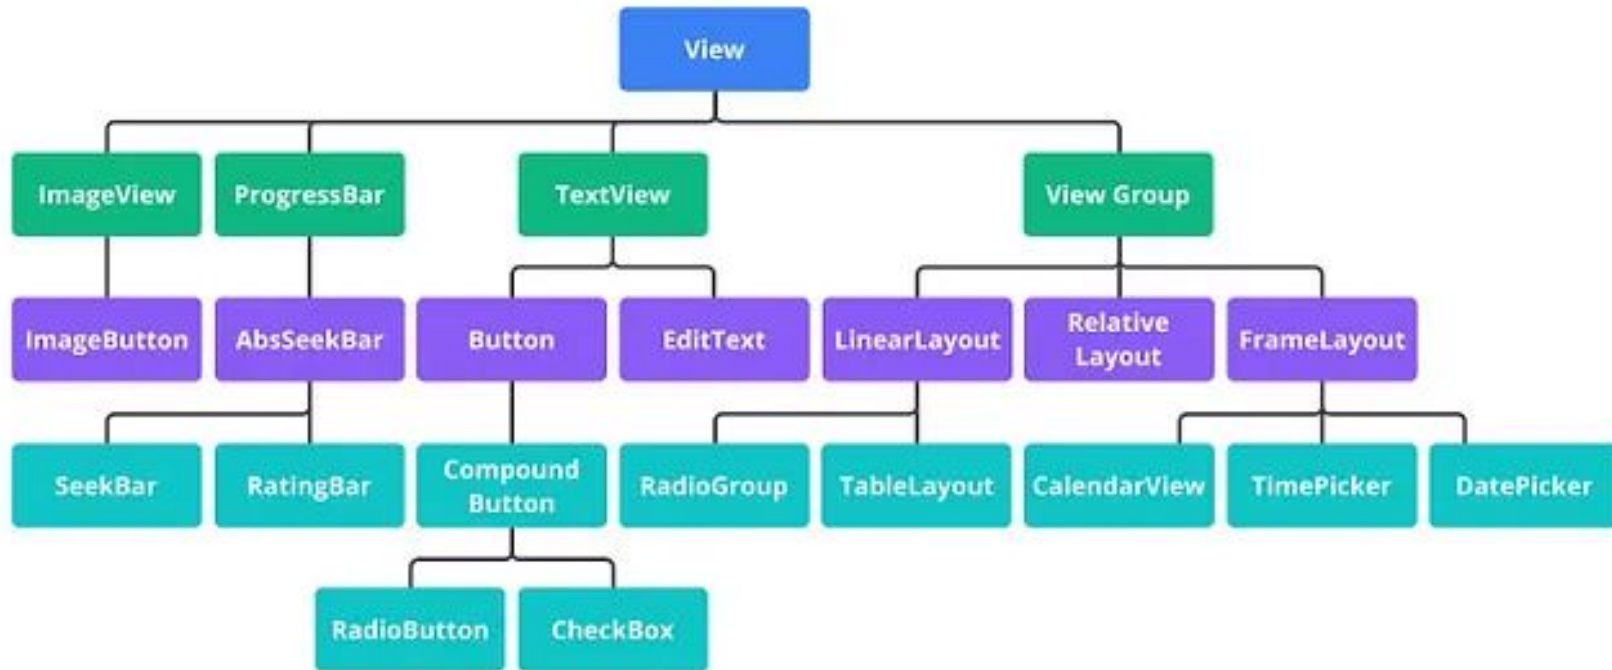 View
ImageView
ProgressBar
TextView
View Group
ImageButton
AbsSeekBar
Button
EditText
LinearLayout
Relative
Layout
FrameLayout
SeekBar
RatingBar
Compound
Button
RadioGroup
TableLayout
CalendarView
TimePicker
DatePicker
RadioButton
CheckBox